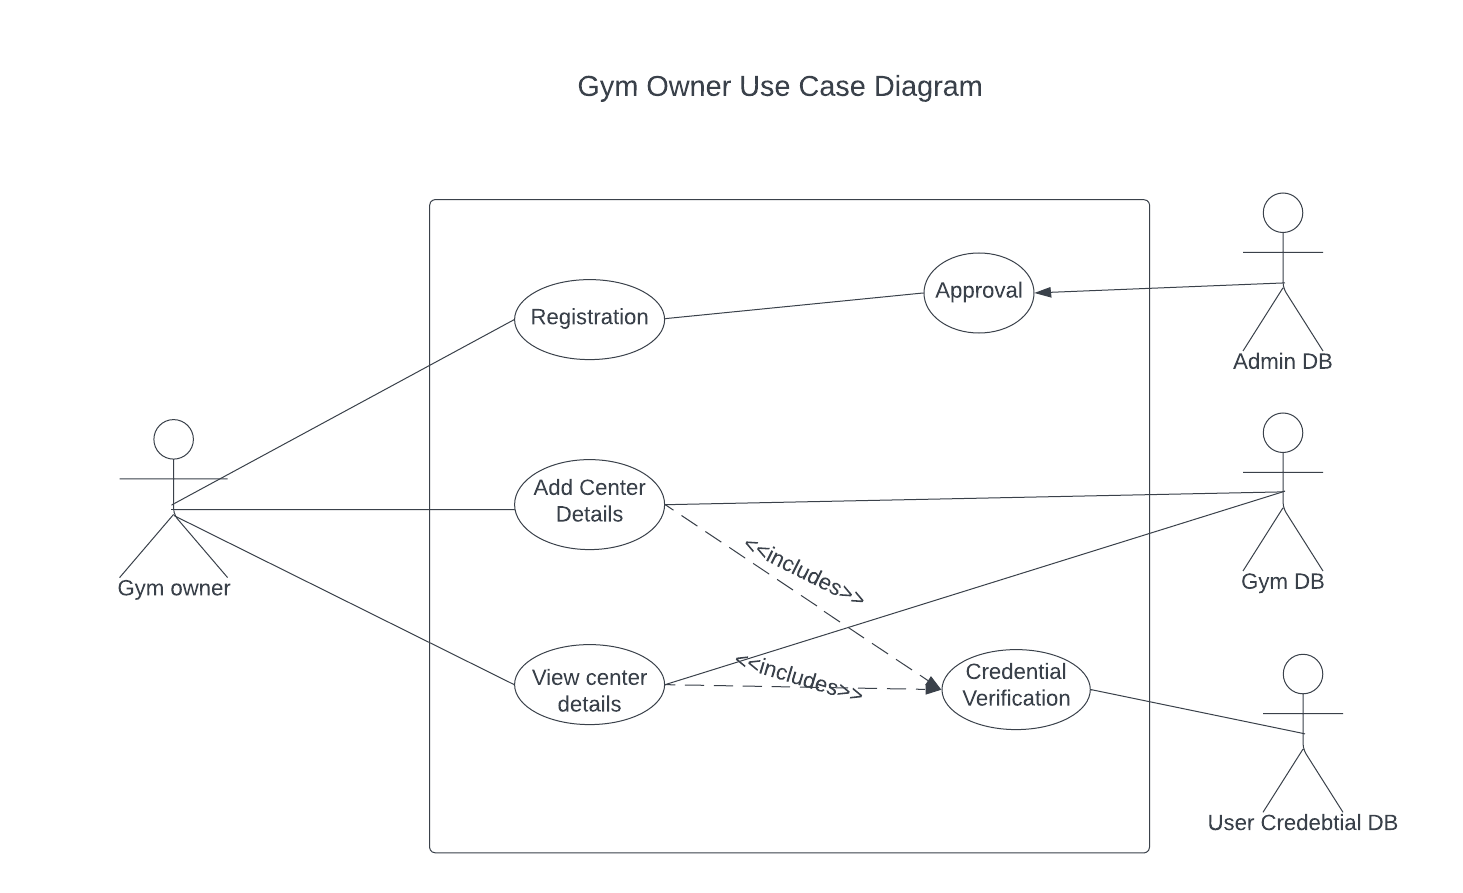 Gym Owner Use Case Diagram
Registration
Approval
Admin DB
Add Center
Details
Gym owner
<<includes>>
Gym DB
View center
details
<<includes>>
Credential
Verification
User Credebtial DB